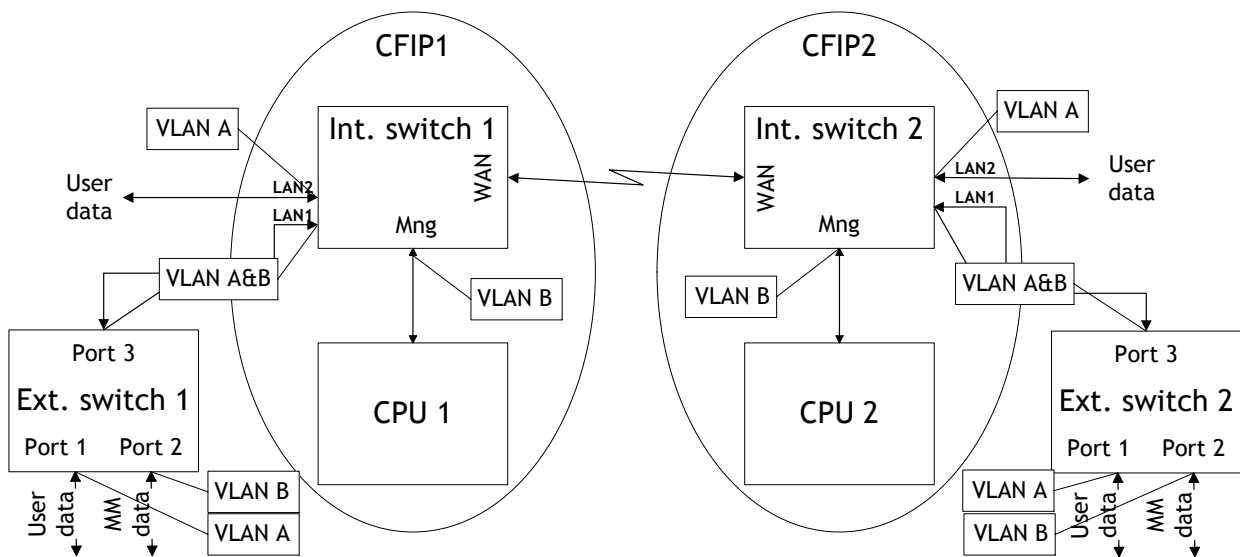 CFIP1
CFIP2
VLAN A
Int. switch 1
WAN
Mng
Int. switch 2
WAN
Mng
VLAN A
User
data
LAN2
LAN1
LAN2
LAN1
User
data
VLAN A&B
VLAN B
VLAN B
VLAN A&B
Port 3
Ext. switch 1
Port 1
Port 2
CPU 1
CPU 2
Port 3
Ext. switch 2
Port 1
Port 2
User
data
MM
data
VLAN B
VLAN A
VLAN A
VLAN B
User
data
MM
data